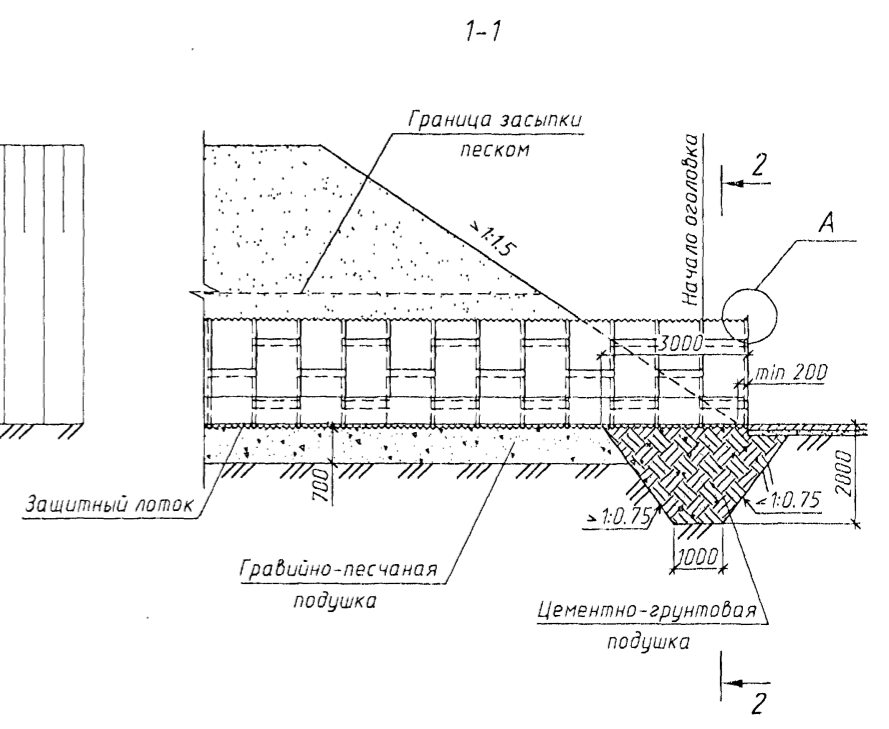 1-1
Граница засыпки
песком
Начало оголовка
2
А
>1:1.5
3000
min 200
700
2000
Защитный лоток
>1:0.75
<1:0.75
1000
Гравийно-песчаная
подушка
Цементно-грунтовая
подушка
2